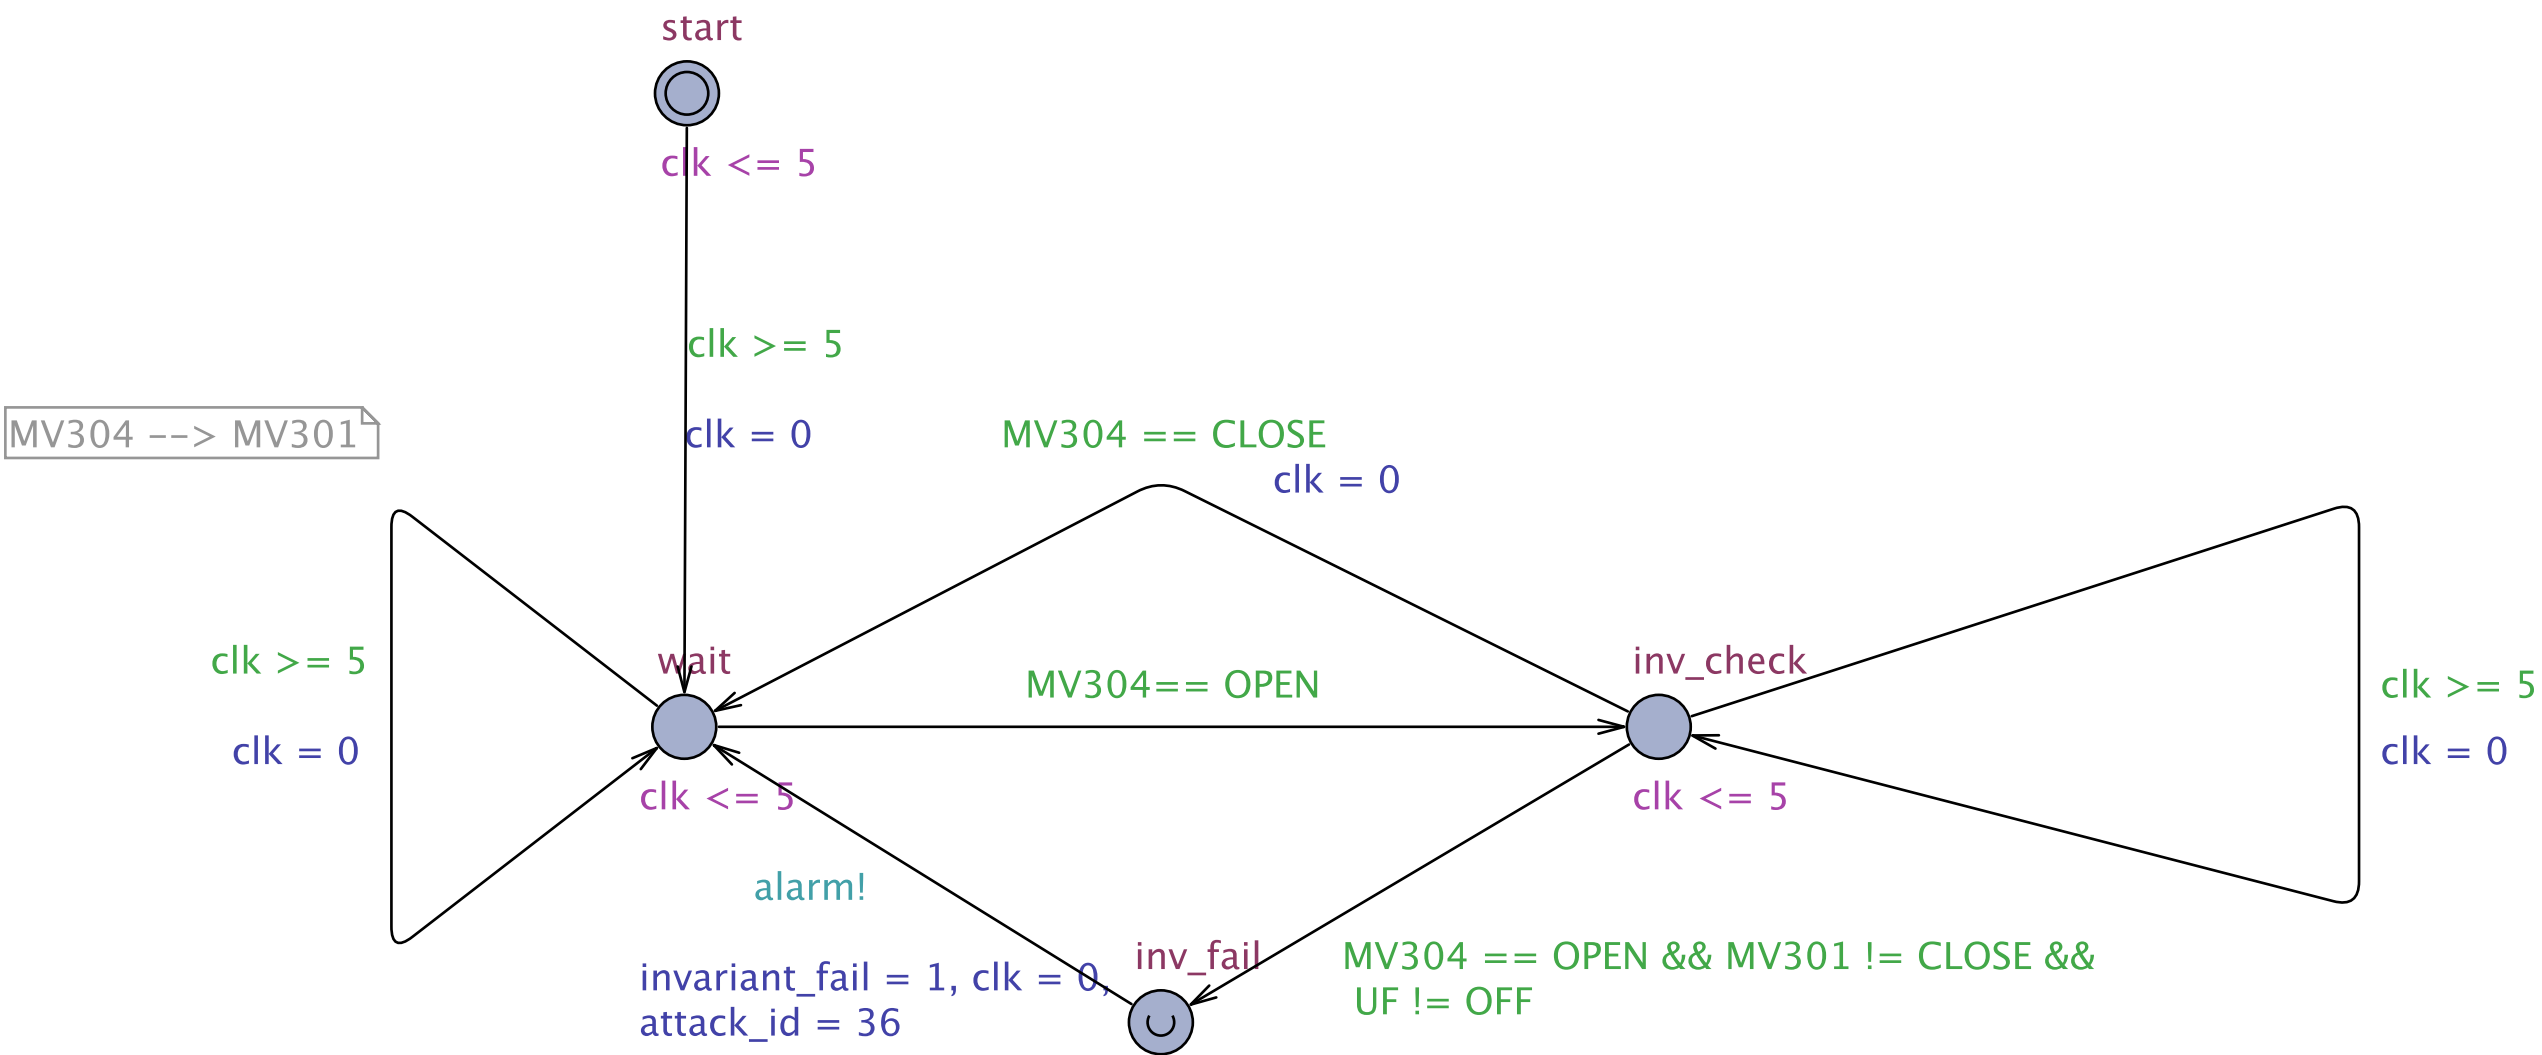 start
clk <= 5
clk >= 5
clk = 0
MV304 --> MV301
MV304 == CLOSE
clk = 0
clk >= 5
clk = 0
wait
clk <= 5
MV304== OPEN
inv_check
clk <= 5
clk >= 5
clk = 0
alarm!
invariant_fail = 1, clk = 0,
attack_id = 36
inv_fail
MV304 == OPEN && MV301 != CLOSE &&
UF != OFF